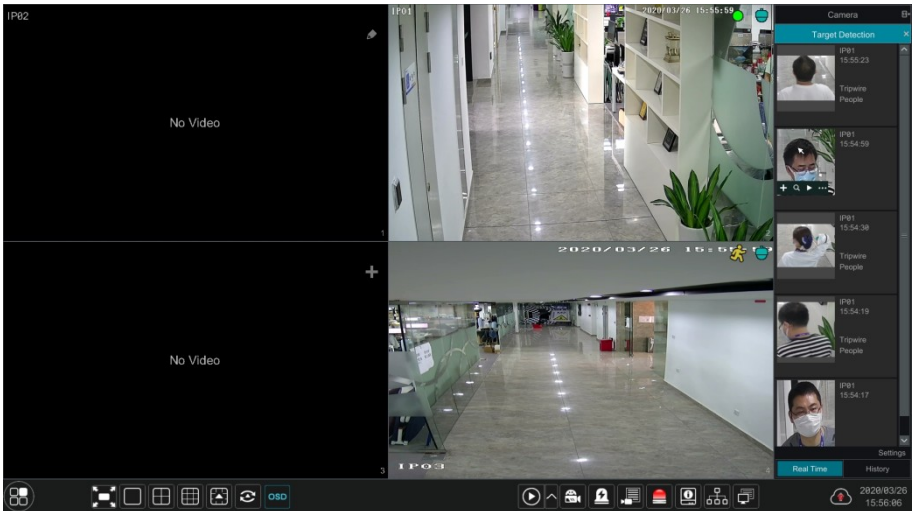 IP02
No Video
1
IP01
2020/03/26 15:55:59
No Video
3
2020/03/26 15:5
IP03
4
Camera
Target Detection
IP01
15:55:23
Tripwire
People
IP01
15:54:59
IP01
15:54:30
Tripwire
People
IP01
15:54:19
Tripwire
People
IP01
15:54:17
Settings
Real Time
History
OSD
2020/03/26
15:56:06